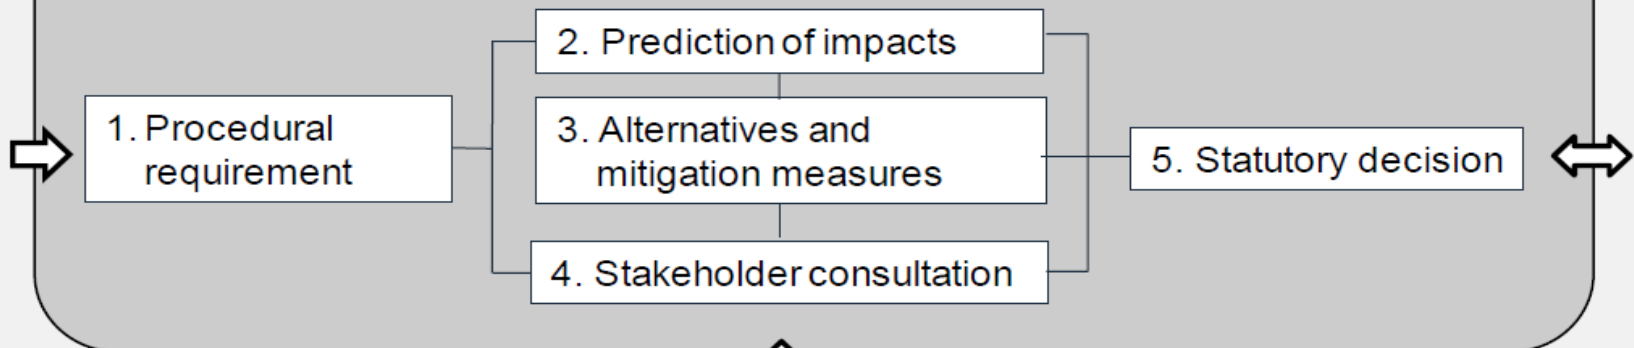 2. Prediction of impacts
1. Procedural
requirement
3. Alternatives and
mitigation measures
5. Statutory decision
4. Stakeholder consultation